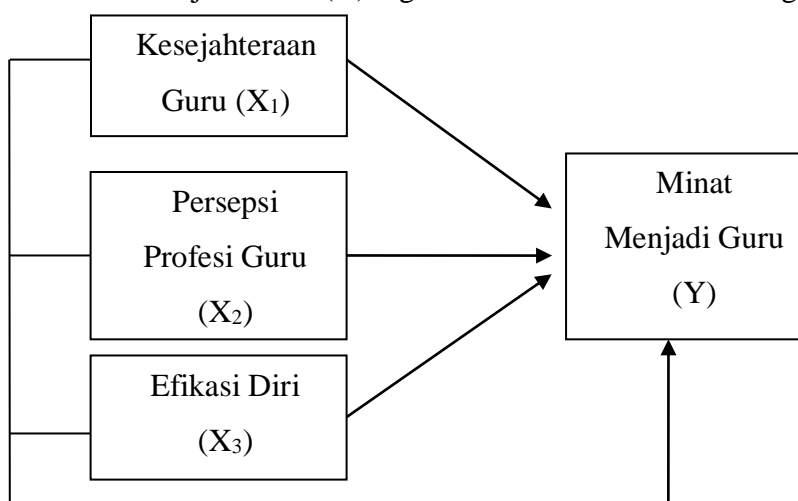 Kesejahteraan
Guru (X₁)
Persepsi
Profesi Guru
(X₂)
Efikasi Diri
(X₃)
Minat
Menjadi Guru
(Y)